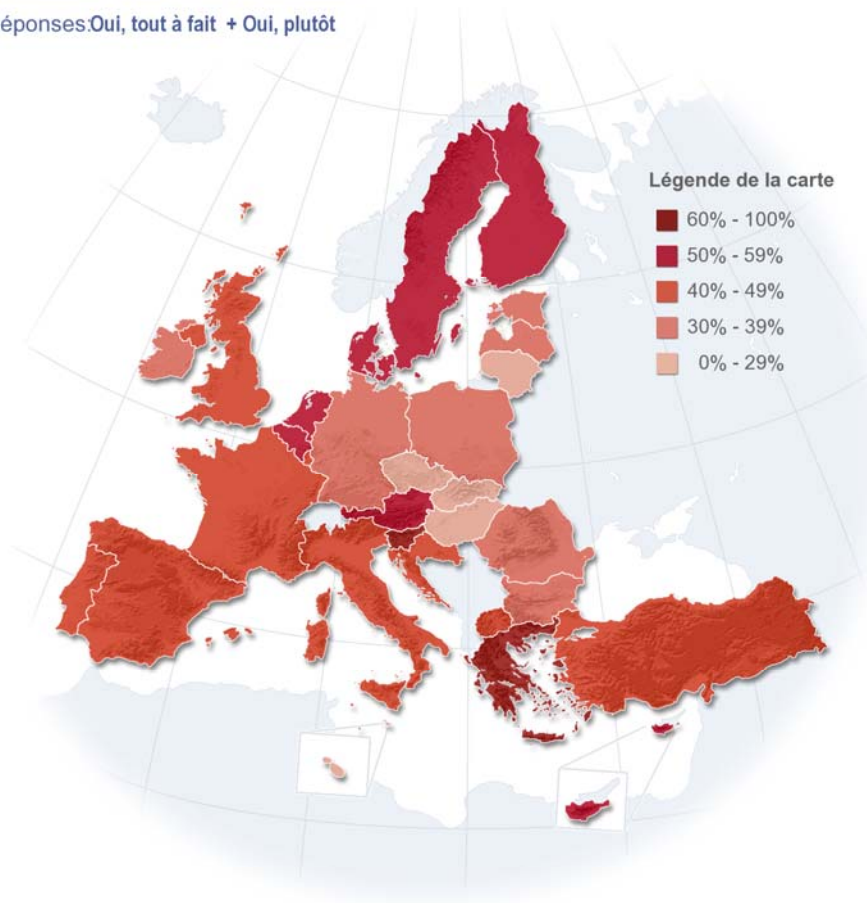 éponses:Oui, tout à fait + Oui, plutôt
Légende de la carte
60% - 100%
50% - 59%
40% - 49%
30% - 39%
0% - 29%